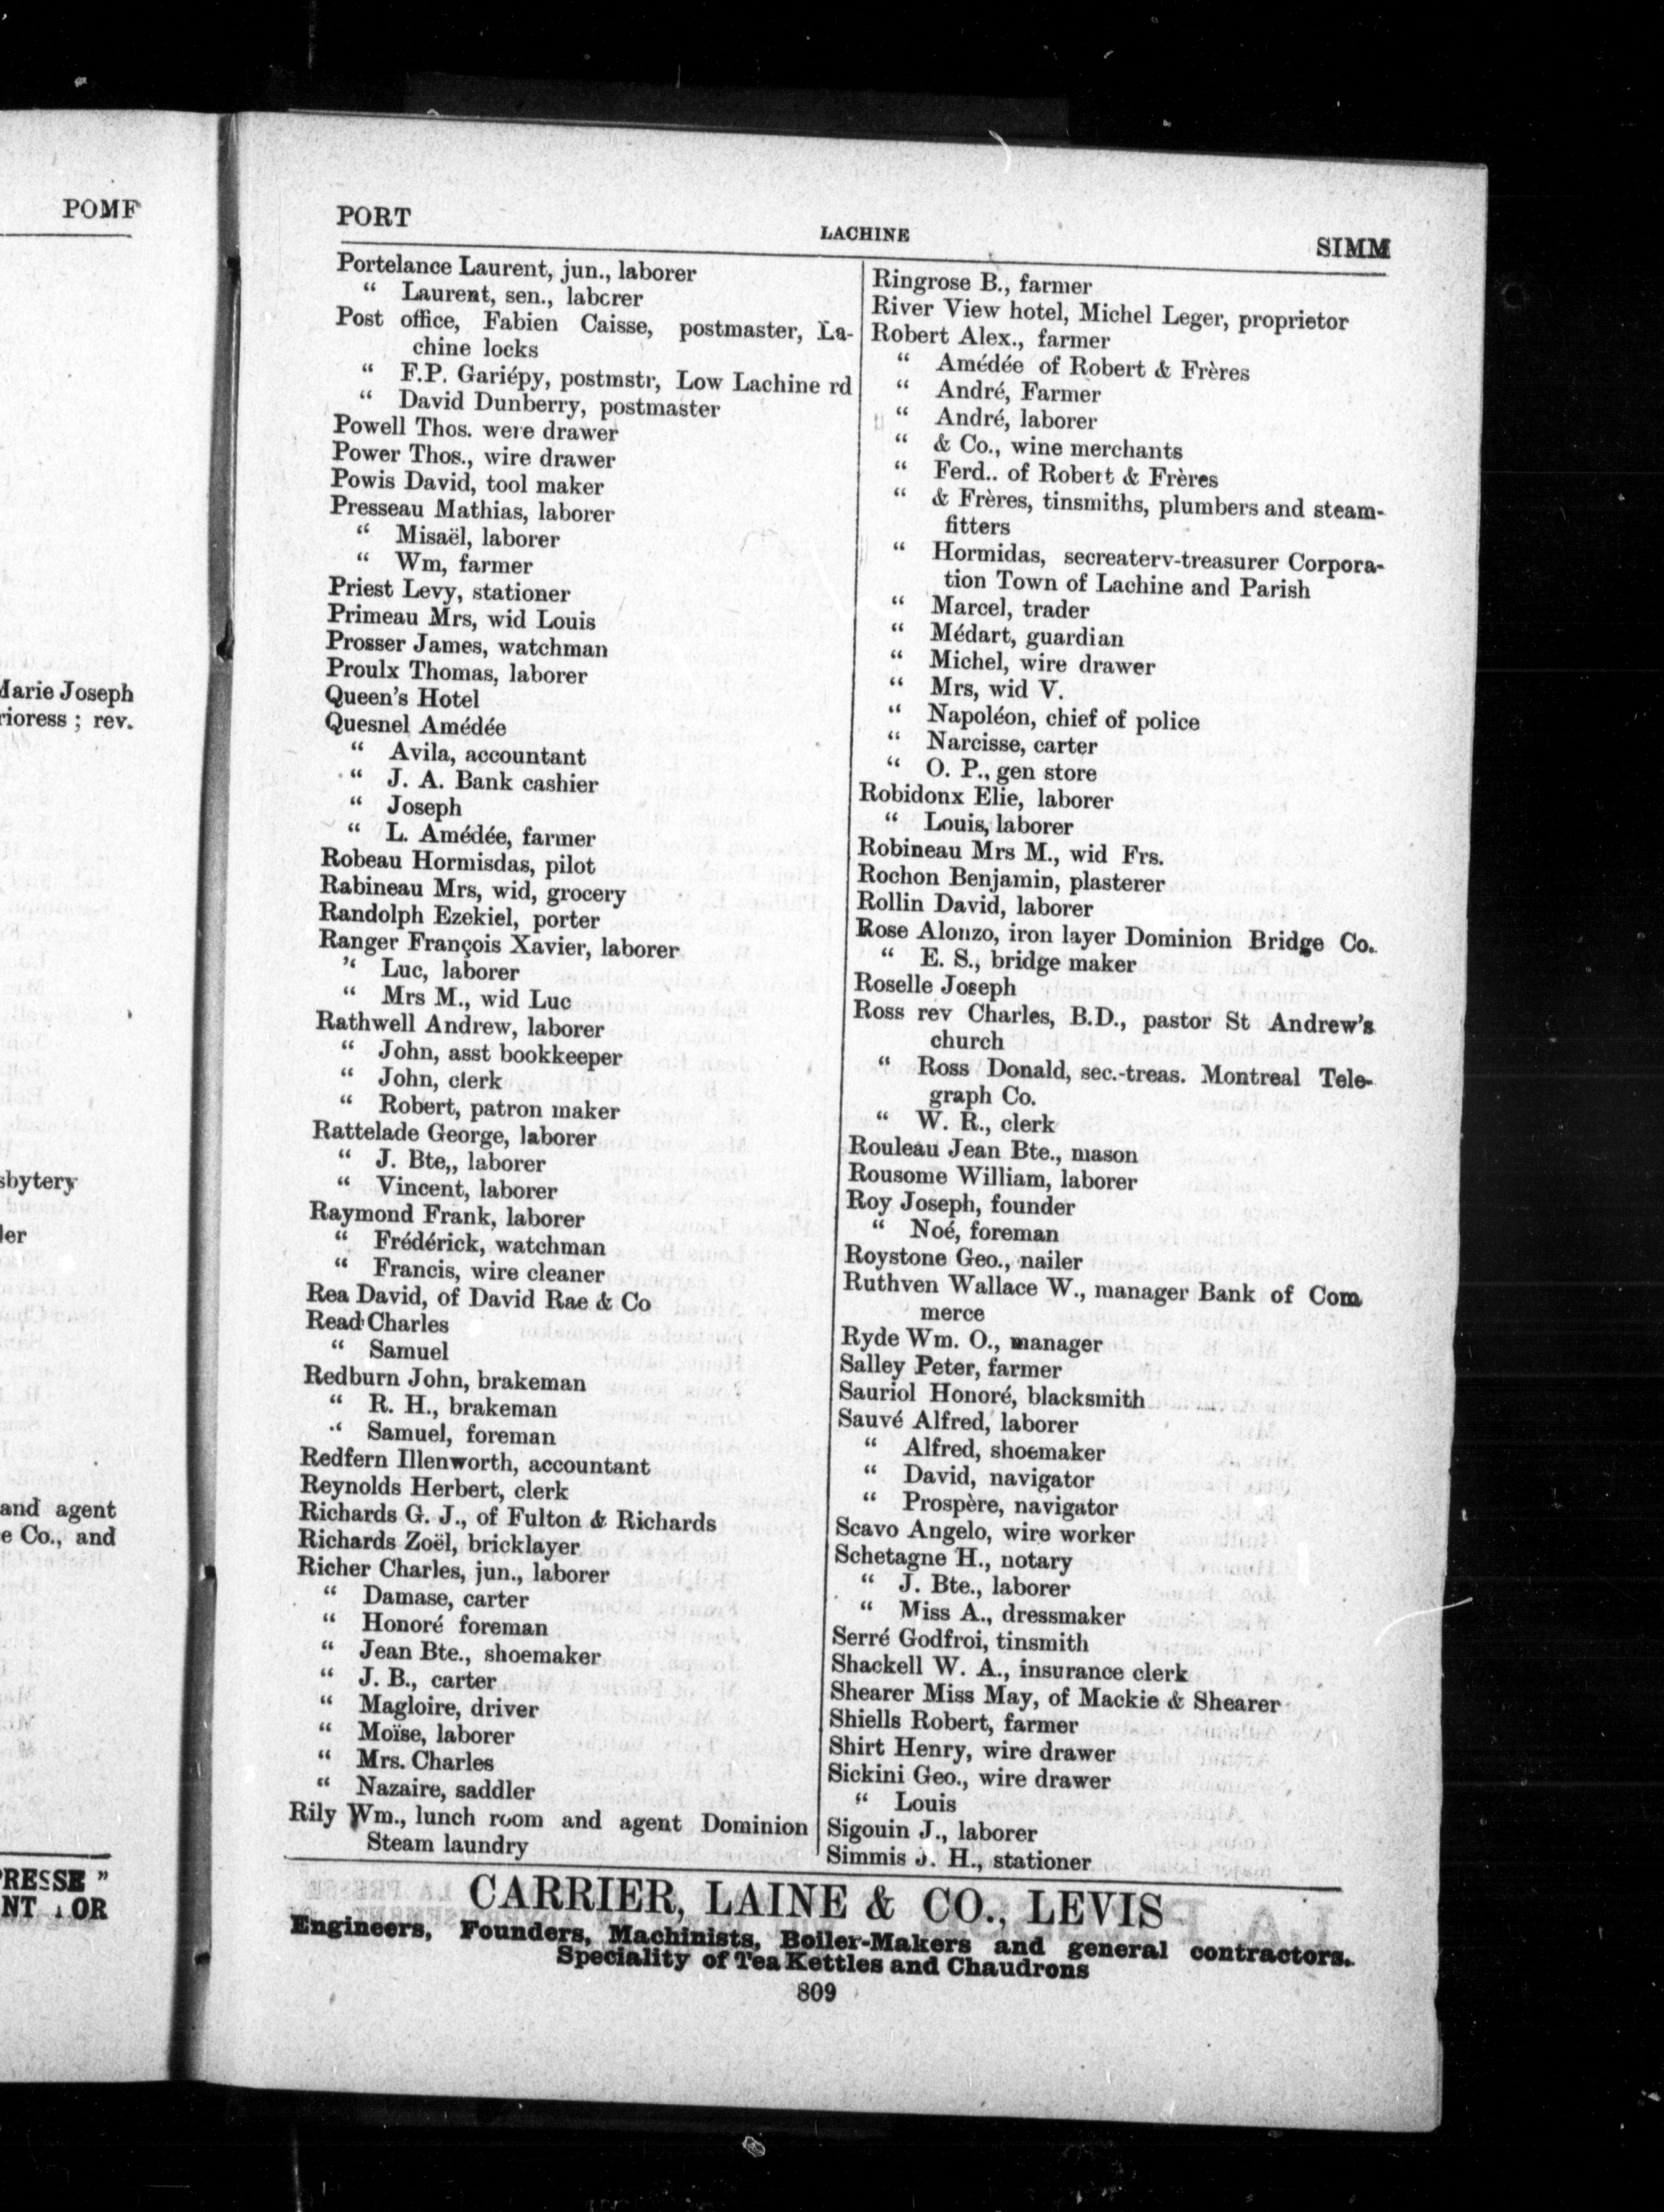 POMF
Marie Joseph
rioress ; rev.
sbytery
ler
and agent
e Co., and
RESSE "
NT OR
PORT
LACHINE
SIMM
Portelance Laurent, jun., laborer
“ Laurent, sen., laborer
Post office, Fabien Caisse, postmaster, La-
chine locks
“ F.P. Gariépy, postmstr, Low Lachine rd
“ David Dunberry, postmaster
Powell Thos. were drawer
Power Thos., wire drawer
Powis David, tool maker
Presseau Mathias, laborer
“ Misaël, laborer
“ Wm, farmer
Priest Levy, stationer
Primeau Mrs, wid Louis
Prosser James, watchman
Proulx Thomas, laborer
Queen's Hotel
Quesnel Amédée
“ Avila, accountant
“ J. A. Bank cashier
“ Joseph
“ L. Amédée, farmer
Robeau Hormisdas, pilot
Rabineau Mrs, wid, grocery
Randolph Ezekiel, porter
Ranger François Xavier, laborer
“ Luc, laborer
“ Mrs M., wid Luc
Rathwell Andrew, laborer
“ John, asst bookkeeper
“ John, clerk
“ Robert, patron maker
Rattelade George, laborer
“ J. Bte,, laborer
“ Vincent, laborer
Raymond Frank, laborer
“ Frédérick, watchman
“ Francis, wire cleaner
Rea David, of David Rae & Co
Read Charles
“ Samuel
Redburn John, brakeman
“ R. H., brakeman
“ Samuel, foreman
Redfern Illenworth, accountant
Reynolds Herbert, clerk
Richards G. J., of Fulton & Richards
Richards Zoël, bricklayer
Richer Charles, jun., laborer
“ Damase, carter
“ Honoré foreman
“ Jean Bte., shoemaker
“ J. B., carter
“ Magloire, driver
“ Moïse, laborer
“ Mrs. Charles
“ Nazaire, saddler
Rily Wm., lunch room and agent Dominion
Steam laundry
Ringrose B., farmer
River View hotel, Michel Leger, proprietor
Robert Alex., farmer
“ Amédée of Robert & Frères
“ André, Farmer
“ André, laborer
“ & Co., wine merchants
“ Ferd.. of Robert & Frères
“ & Frères, tinsmiths, plumbers and steam-
fitters
“ Hormidas, secreaterv-treasurer Corpora-
tion Town of Lachine and Parish
“ Marcel, trader
“ Médart, guardian
“ Michel, wire drawer
“ Mrs, wid V.
“ Napoléon, chief of police
“ Narcisse, carter
“ O. P., gen store
Robidonx Elie, laborer
“ Louis, laborer
Robineau Mrs M., wid Frs.
Rochon Benjamin, plasterer
Rollin David, laborer
Rose Alonzo, iron layer Dominion Bridge Co.
“ E. S., bridge maker
Roselle Joseph
Ross rev Charles, B.D., pastor St Andrew's
church
“ Ross Donald, sec.-treas. Montreal Tele-
graph Co.
“ W. R., clerk
Rouleau Jean Bte., mason
Rousome William, laborer
Roy Joseph, founder
“ Noé, foreman
Roystone Geo., nailer
Ruthven Wallace W., manager Bank of Com
merce
Ryde Wm. O., manager
Salley Peter, farmer
Sauriol Honoré, blacksmith
Sauvé Alfred, laborer
“ Alfred, shoemaker
“ David, navigator
“ Prospère, navigator
Scavo Angelo, wire worker
Schetagne H., notary
“ J. Bte., laborer
“ Miss A., dressmaker
Serré Godfroi, tinsmith
Shackell W. A., insurance clerk
Shearer Miss May, of Mackie & Shearer
Shiells Robert, farmer
Shirt Henry, wire drawer
Sickini Geo., wire drawer
“ Louis
Sigouin J., laborer
Simmis J. H., stationer
CARRIER, LAINE & CO., LEVIS
Engineers, Founders, Machinists, Boiler-Makers and general contractors.
Speciality of Tea Kettles and Chaudrons
809